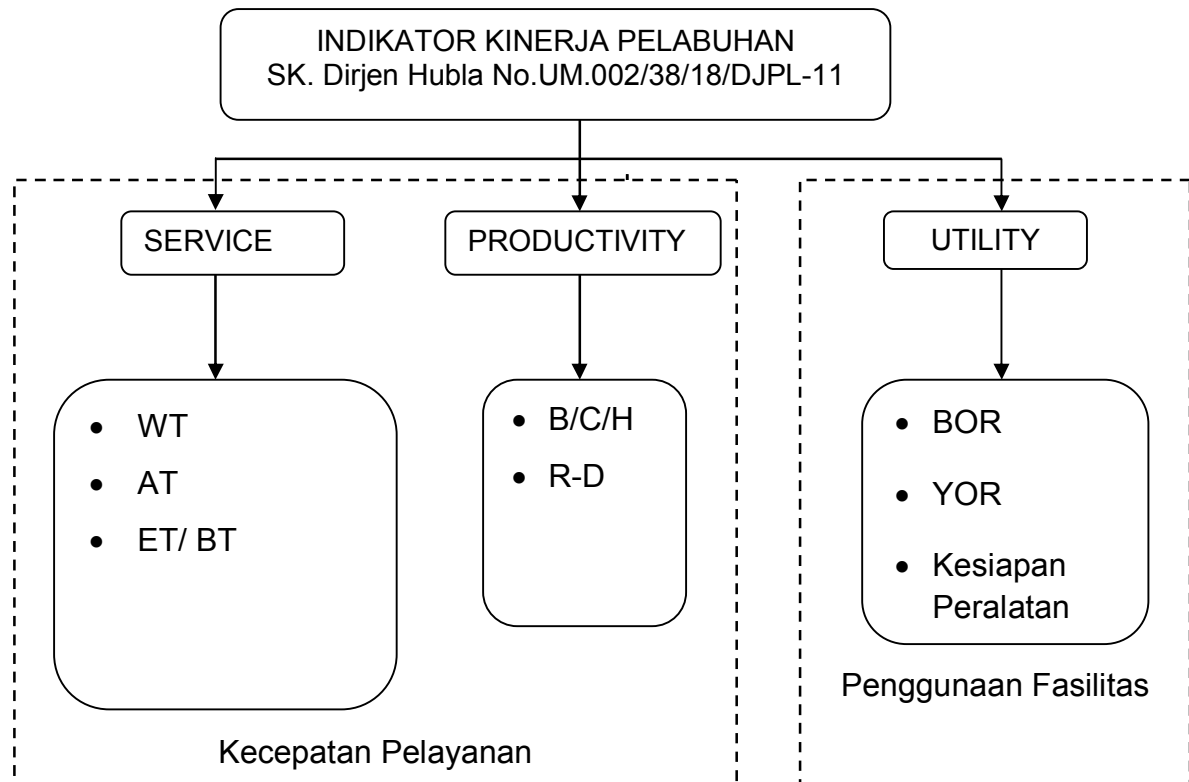 INDIKATOR KINERJA PELABUHAN
SK. Dirjen Hubla No.UM.002/38/18/DJPL-11
SERVICE
PRODUCTIVITY
UTILITY
• WT
• AT
• ET/ BT
• B/C/H
• R-D
• BOR
• YOR
• Kesiapan
Peralatan
Kecepatan Pelayanan
Penggunaan Fasilitas